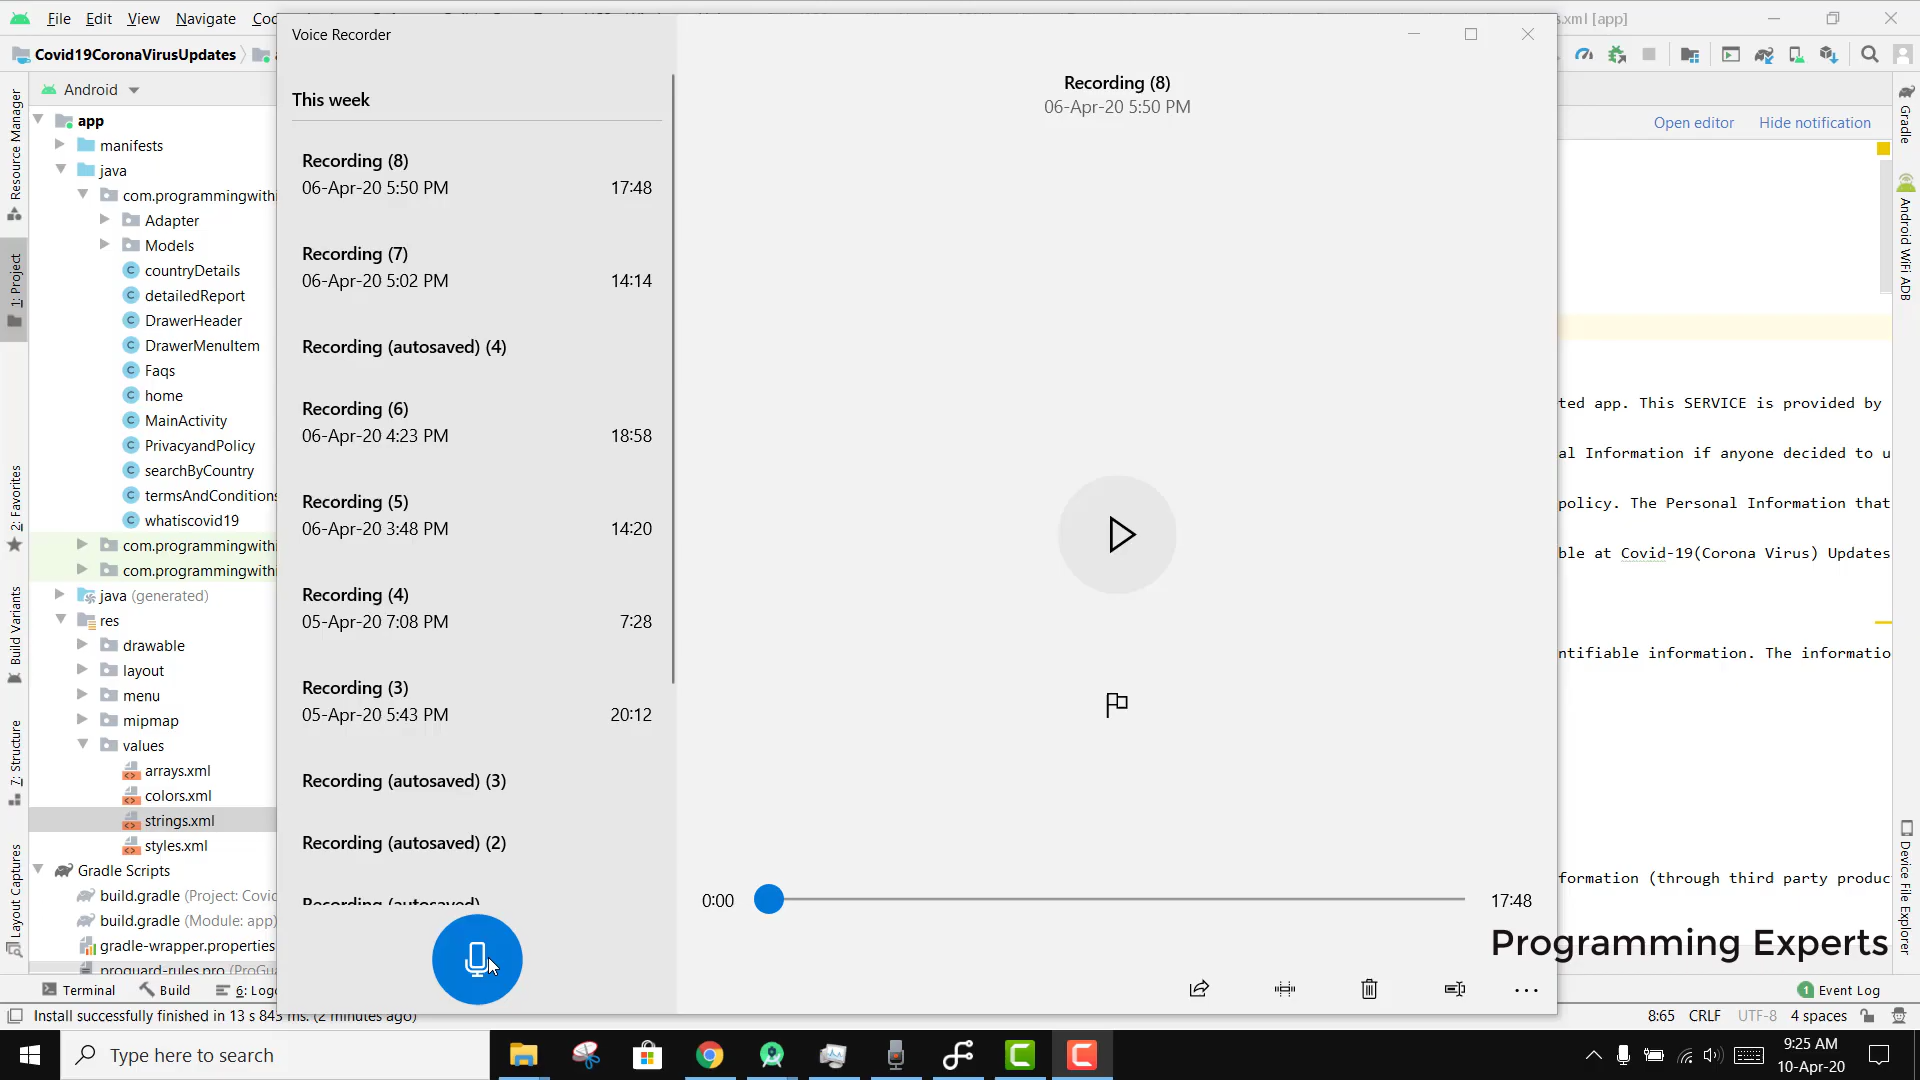 File Edit View Navigate
s.xml [app]
Covid19CoronaVirusUpdates
Android
app
manifests
java
Adapter
Models
countryDetails
detailedReport
DrawerHeader
DrawerMenuItem
Faqs
home
MainActivity
PrivacyandPolicy
searchByCountry
termsAndConditions
whatiscovid19
java (generated)
res
drawable
layout
menu
mipmap
values
arrays.xml
colors.xml
strings.xml
styles.xml
Gradle Scripts
build.gradle (Project: Covid
build.gradle (Module: app)
gradle-wrapper.properties
proguard-rules.pro (ProGua
Resource Manager
1: Project
2: Favorites
Build Variants
7: Structure
Layout Captures
Voice Recorder
This week
Recording (8)
06-Apr-20 5:50 PM 17:48
Recording (7)
06-Apr-20 5:02 PM 14:14
Recording (autosaved) (4)
Recording (6)
06-Apr-20 4:23 PM 18:58
Recording (5)
06-Apr-20 3:48 PM 14:20
Recording (4)
05-Apr-20 7:08 PM 7:28
Recording (3)
05-Apr-20 5:43 PM 20:12
Recording (autosaved) (3)
Recording (autosaved) (2)
Recording (autosaved)
Recording (8)
06-Apr-20 5:50 PM
0:00 17:48
Open editor Hide notification
ted app. This SERVICE is provided by
al Information if anyone decided to u
policy. The Personal Information that
ble at Covid-19(Corona Virus) Updates
ntifiable information. The informatio
formation (through third party produc
Programming Experts
Gradle
Android WiFi ADB
Device File Explorer
Terminal Build 6: Log
Event Log
Install successfully finished in 13 s 843 ms. (2 minutes ago)
8:65 CRLF UTF-8 4 spaces
Type here to search
9:25 AM
10-Apr-20